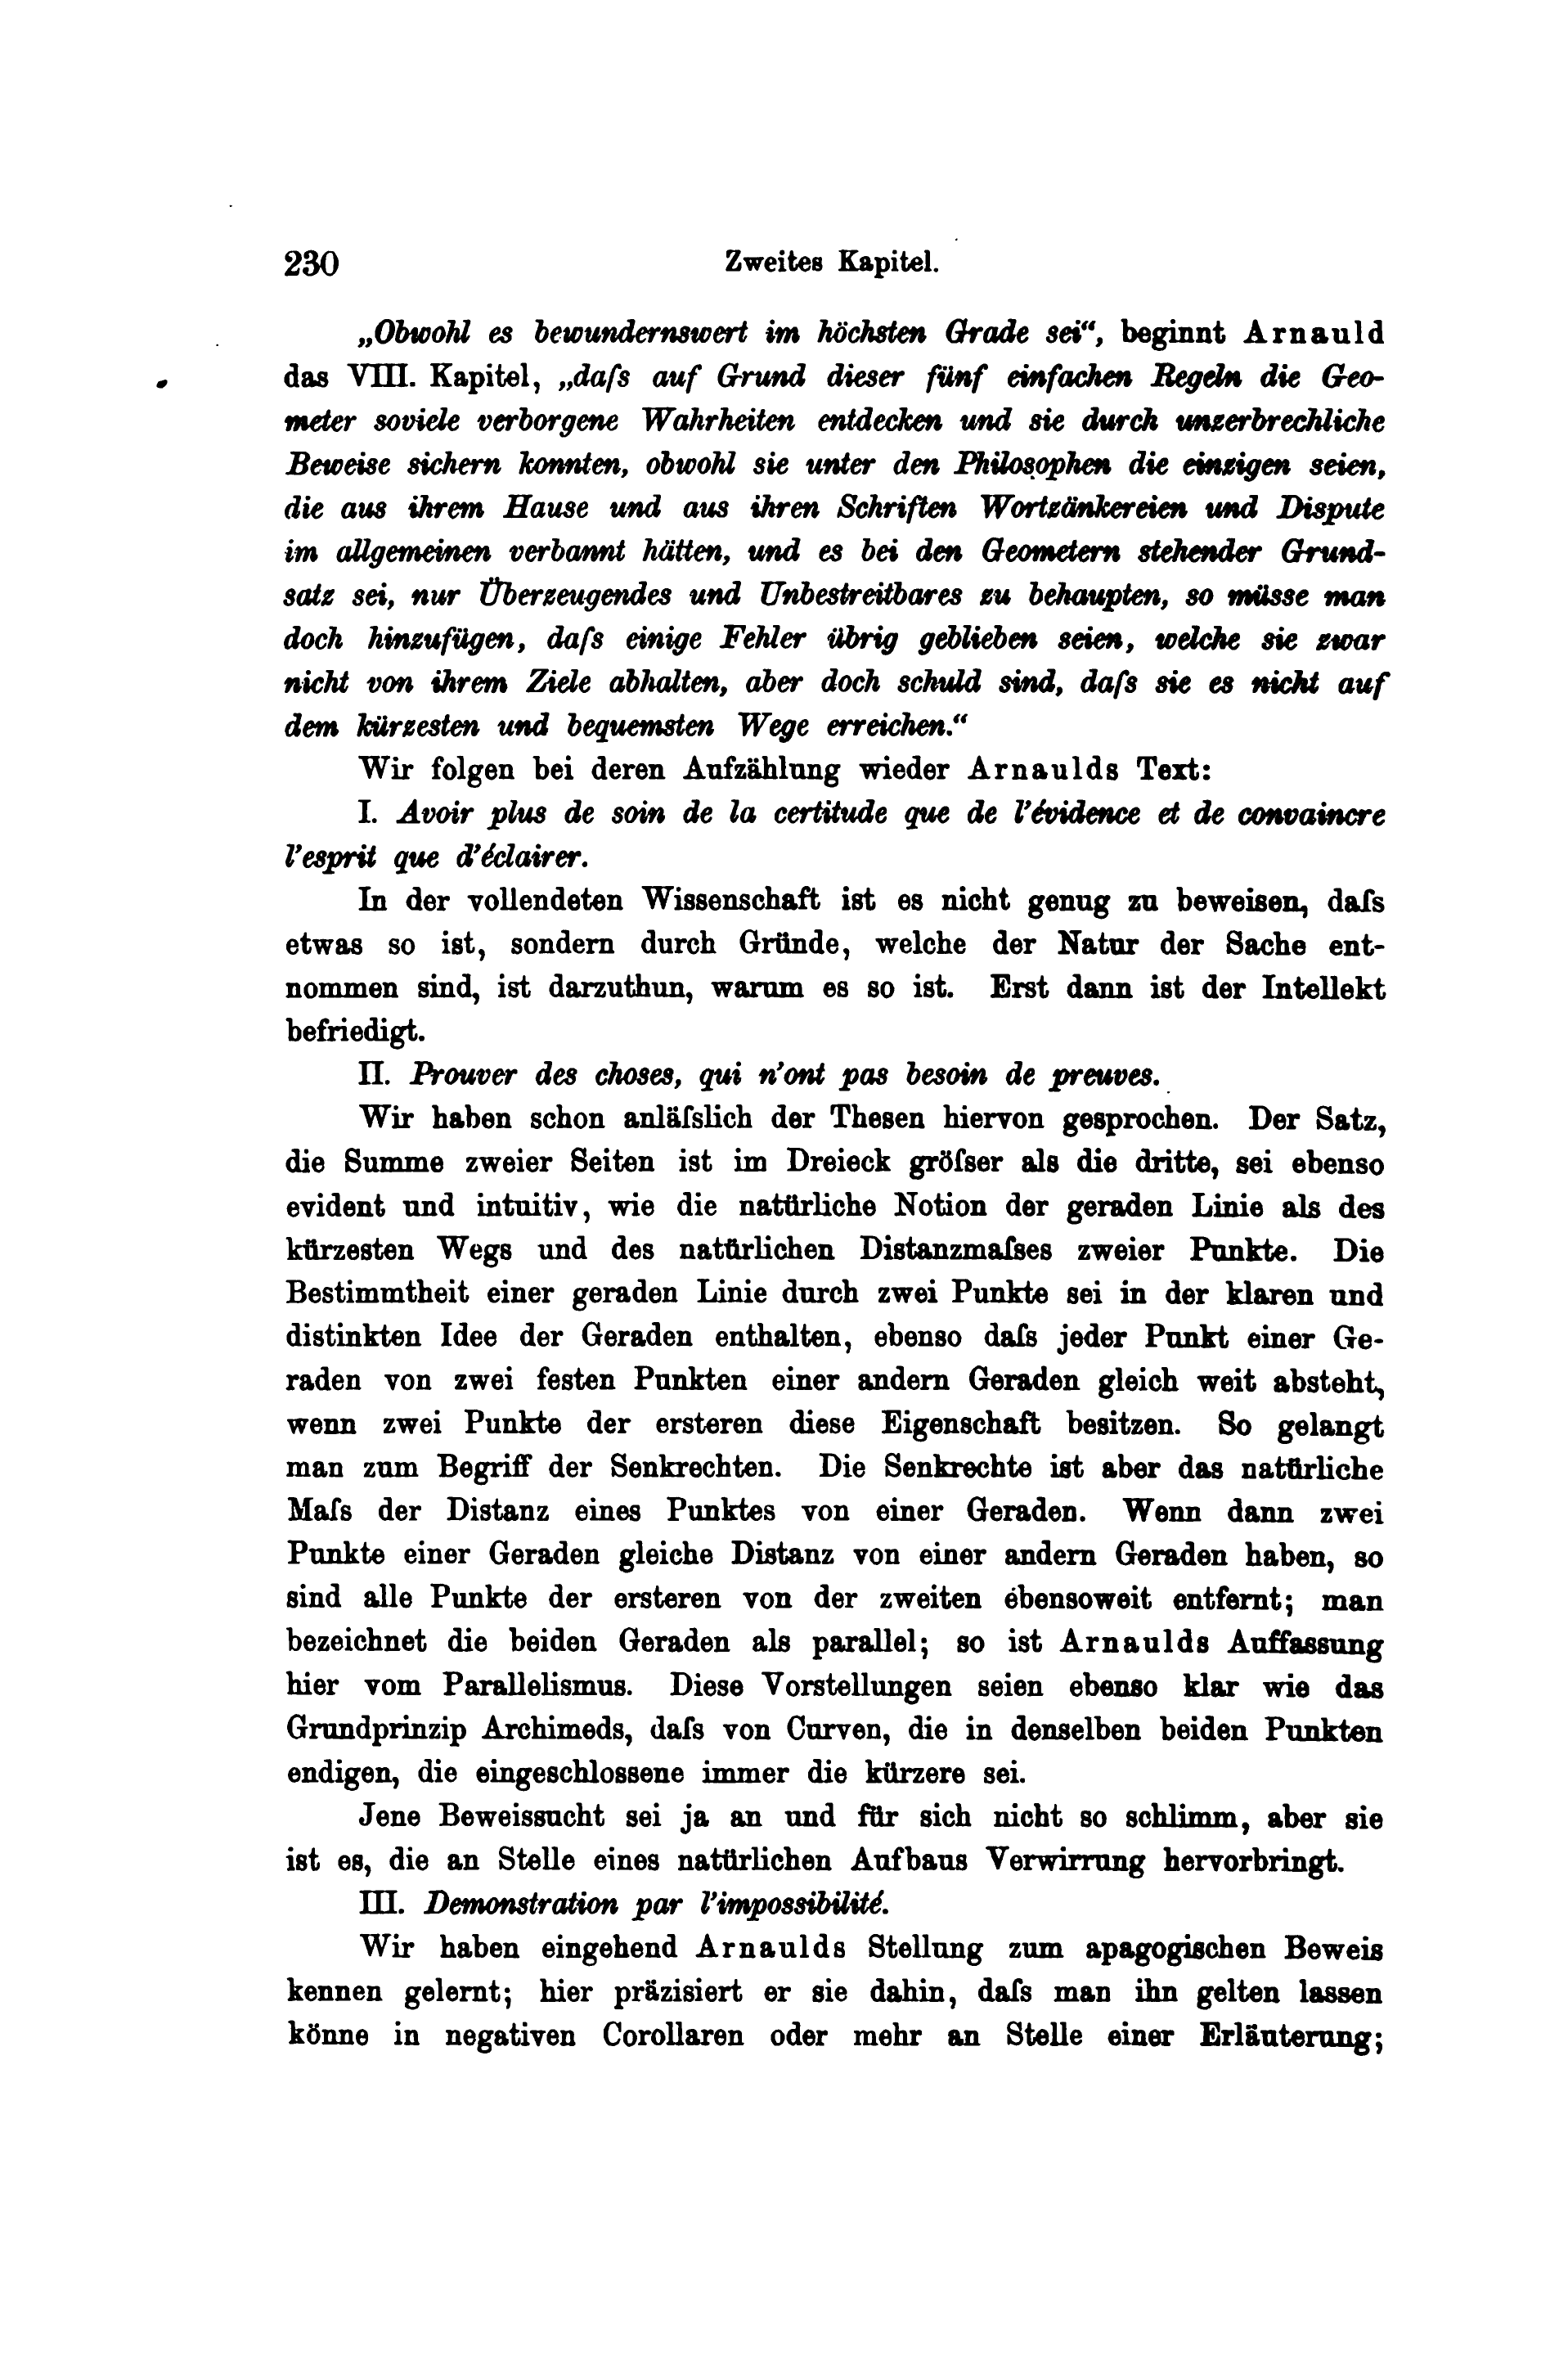 230 Zweites Kapitel.
„Obwohl es bewundernswert im höchsten Grade sei“, beginnt Arnauld
das VIII. Kapitel, „daſs auf Grund dieser fünf einfachen Regeln die Geo-
meter soviele verborgene Wahrheiten entdecken und sie durch unzerbrechliche
Beweise sichern konnten, obwohl sie unter den Philosophen die einzigen seien,
die aus ihrem Hause und aus ihren Schriften Wortzänkereien und Dispute
im allgemeinen verbannt hätten, und es bei den Geometern stehender Grund-
satz sei, nur Überzeugendes und Unbestreitbares zu behaupten, so müsse man
doch hinzufügen, daſs einige Fehler übrig geblieben seien, welche sie zwar
nicht von ihrem Ziele abhalten, aber doch schuld sind, daſs sie es nicht auf
dem kürzesten und bequemsten Wege erreichen.“
Wir folgen bei deren Aufzählung wieder Arnaulds Text:
I. Avoir plus de soin de la certitude que de l’évidence et de convaincre
l’esprit que d’éclairer.
In der vollendeten Wissenschaft ist es nicht genug zu beweisen, daſs
etwas so ist, sondern durch Gründe, welche der Natur der Sache ent-
nommen sind, ist darzuthun, warum es so ist. Erst dann ist der Intellekt
befriedigt.
II. Prouver des choses, qui n’ont pas besoin de preuves.
Wir haben schon anläſslich der Thesen hiervon gesprochen. Der Satz,
die Summe zweier Seiten ist im Dreieck gröſser als die dritte, sei ebenso
evident und intuitiv, wie die natürliche Notion der geraden Linie als des
kürzesten Wegs und des natürlichen Distanzmaſses zweier Punkte. Die
Bestimmtheit einer geraden Linie durch zwei Punkte sei in der klaren und
distinkten Idee der Geraden enthalten, ebenso daſs jeder Punkt einer Ge-
raden von zwei festen Punkten einer andern Geraden gleich weit absteht,
wenn zwei Punkte der ersteren diese Eigenschaft besitzen. So gelangt
man zum Begriff der Senkrechten. Die Senkrechte ist aber das natürliche
Maſs der Distanz eines Punktes von einer Geraden. Wenn dann zwei
Punkte einer Geraden gleiche Distanz von einer andern Geraden haben, so
sind alle Punkte der ersteren von der zweiten ebensoweit entfernt; man
bezeichnet die beiden Geraden als parallel; so ist Arnaulds Auffassung
hier vom Parallelismus. Diese Vorstellungen seien ebenso klar wie das
Grundprinzip Archimeds, daſs von Curven, die in denselben beiden Punkten
endigen, die eingeschlossene immer die kürzere sei.
Jene Beweissucht sei ja an und für sich nicht so schlimm, aber sie
ist es, die an Stelle eines natürlichen Aufbaus Verwirrung hervorbringt.
III. Demonstration par l’impossibilité.
Wir haben eingehend Arnaulds Stellung zum apagogischen Beweis
kennen gelernt; hier präzisiert er sie dahin, daſs man ihn gelten lassen
könne in negativen Corollaren oder mehr an Stelle einer Erläuterung;